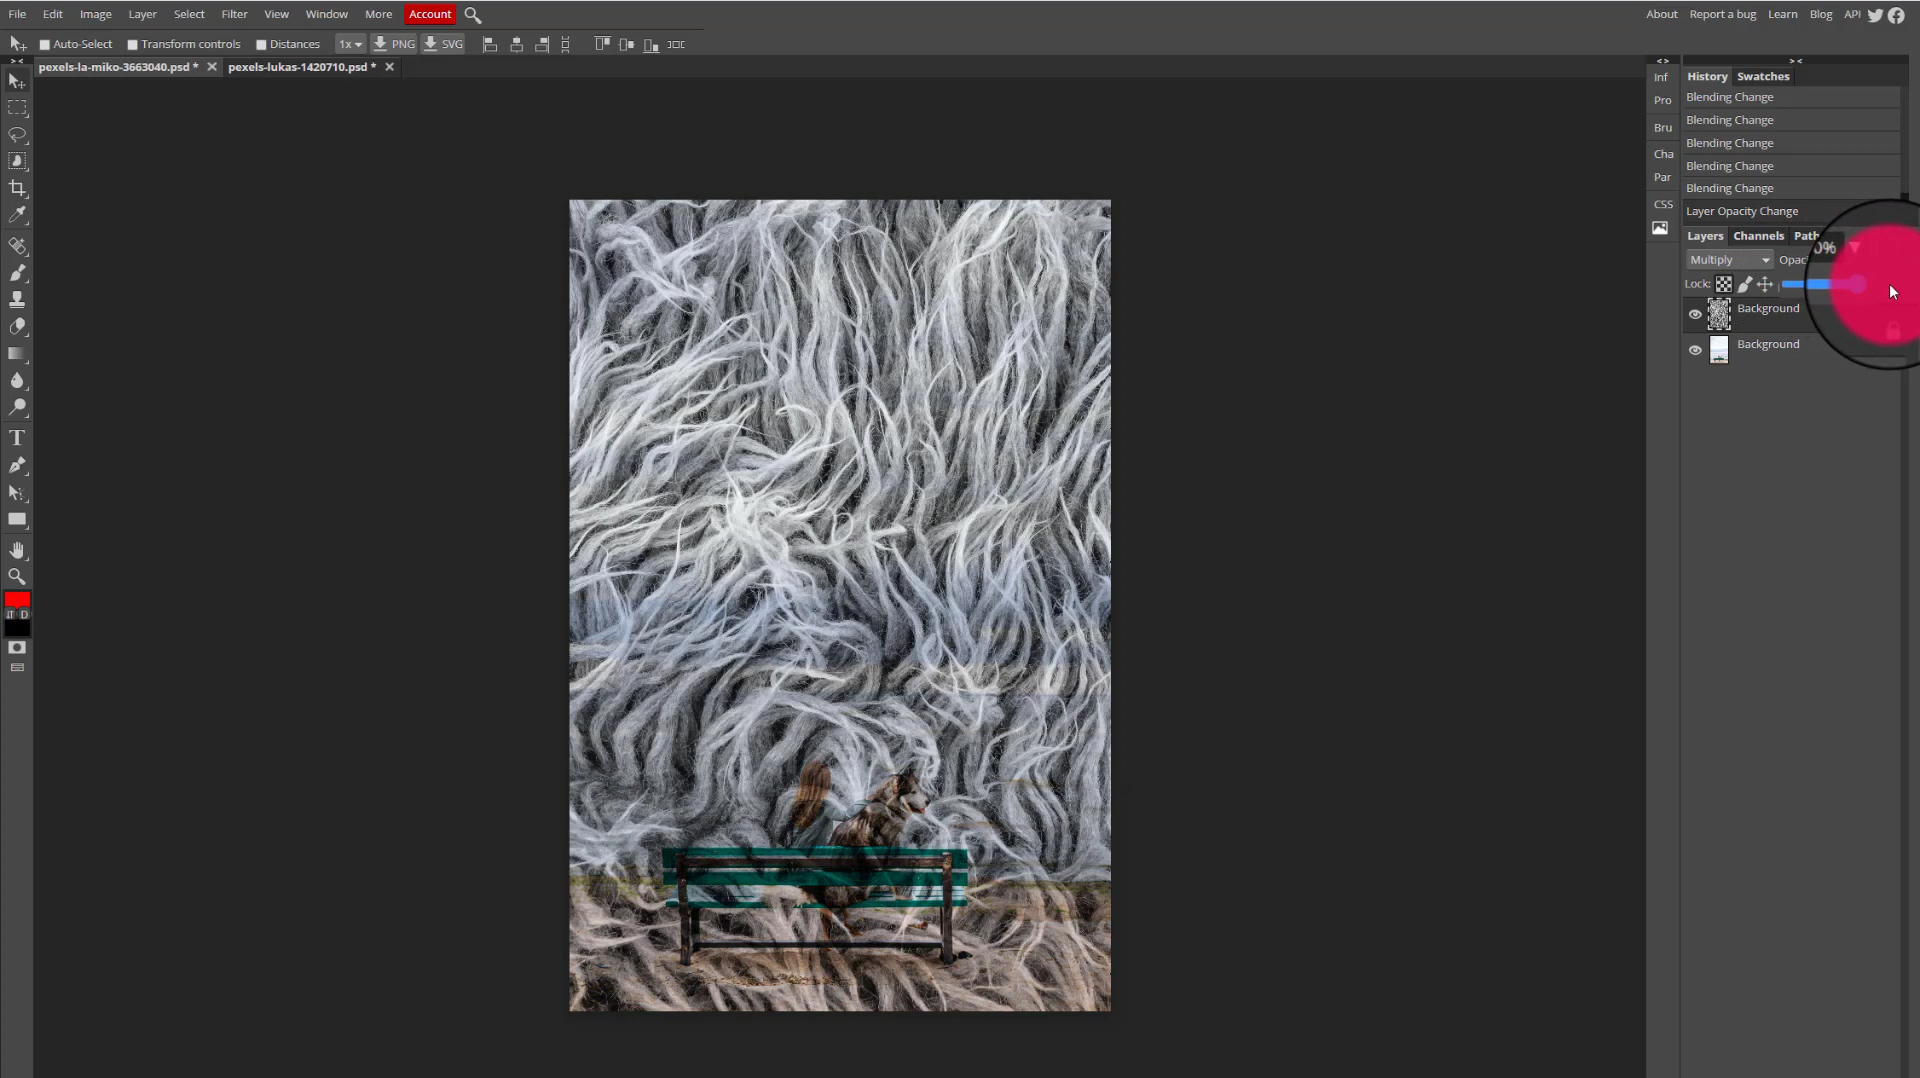 File Edit Image Layer Select Filter View Window More Account About Report a bug Learn Blog API
Auto-Select Transform controls Distances 1x PNG SVG
pexels-la-miko-3663040.psd * pexels-lukas-1420710.psd *
Inf
Pro
Bru
Cha
Par
CSS
History Swatches
Blending Change
Blending Change
Blending Change
Blending Change
Blending Change
Layer Opacity Change
Layers Channels Path
0%
Multiply Opac
Lock:
Background
Background
D